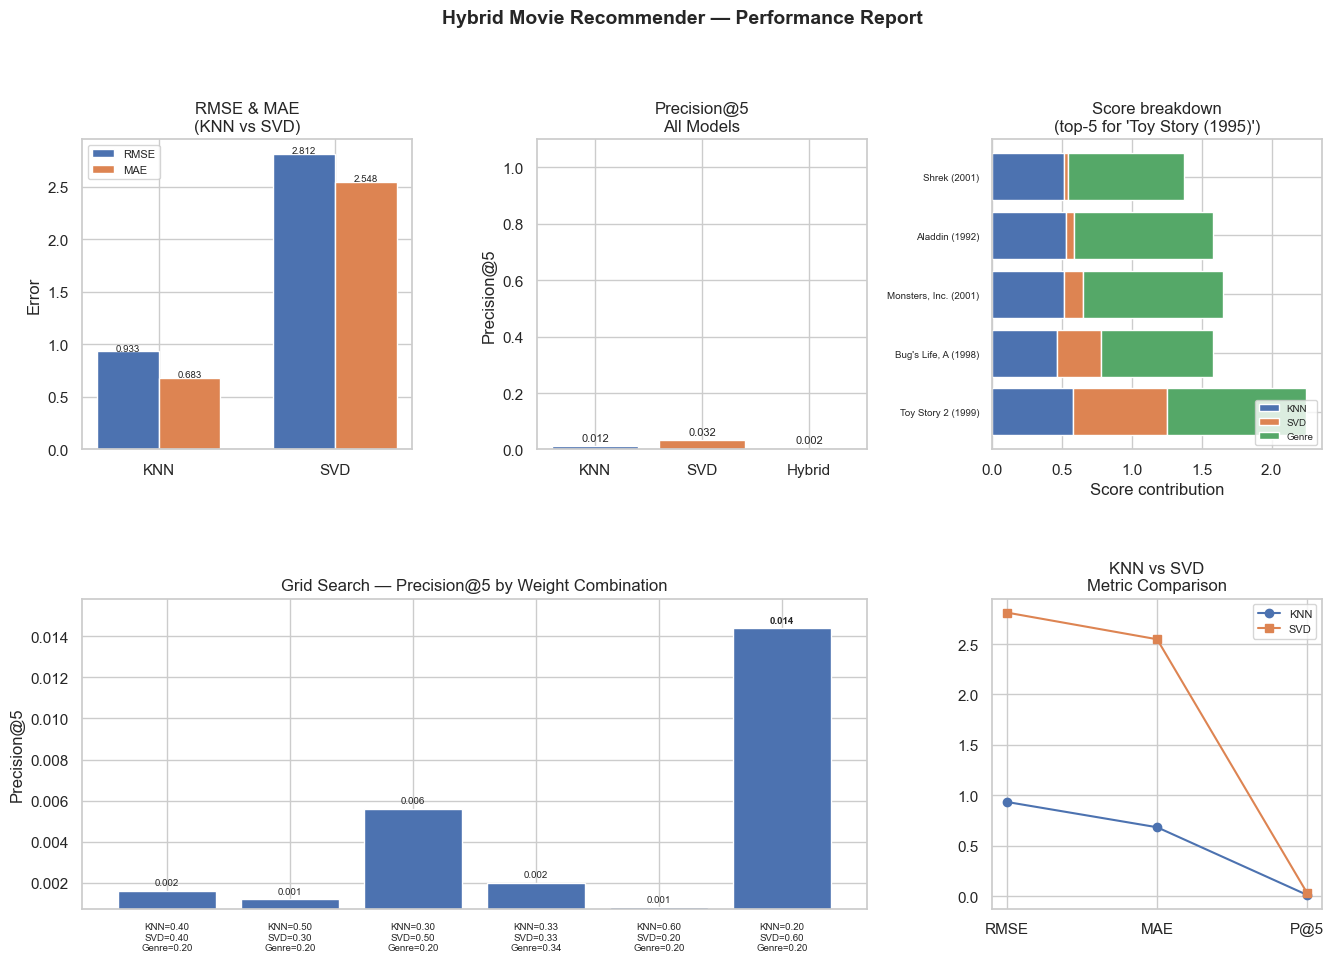 Hybrid Movie Recommender — Performance Report
RMSE & MAE
(KNN vs SVD)
RMSE
MAE
Error
2.5
2.0
1.5
1.0
0.5
0.0
0.933
0.683
2.812
2.548
KNN
SVD
Precision@5
All Models
Precision@5
1.0
0.8
0.6
0.4
0.2
0.0
0.012
0.032
0.002
KNN
SVD
Hybrid
Score breakdown
(top-5 for 'Toy Story (1995)')
Shrek (2001)
Aladdin (1992)
Monsters, Inc. (2001)
Bug's Life, A (1998)
Toy Story 2 (1999)
KNN
SVD
Genre
0.0
0.5
1.0
1.5
2.0
Score contribution
Grid Search — Precision@5 by Weight Combination
Precision@5
0.014
0.012
0.010
0.008
0.006
0.004
0.002
0.002
0.001
0.006
0.002
0.001
0.014
KNN=0.40
SVD=0.40
Genre=0.20
KNN=0.50
SVD=0.30
Genre=0.20
KNN=0.30
SVD=0.50
Genre=0.20
KNN=0.33
SVD=0.33
Genre=0.34
KNN=0.60
SVD=0.20
Genre=0.20
KNN=0.20
SVD=0.60
Genre=0.20
KNN vs SVD
Metric Comparison
KNN
SVD
2.5
2.0
1.5
1.0
0.5
0.0
RMSE
MAE
P@5